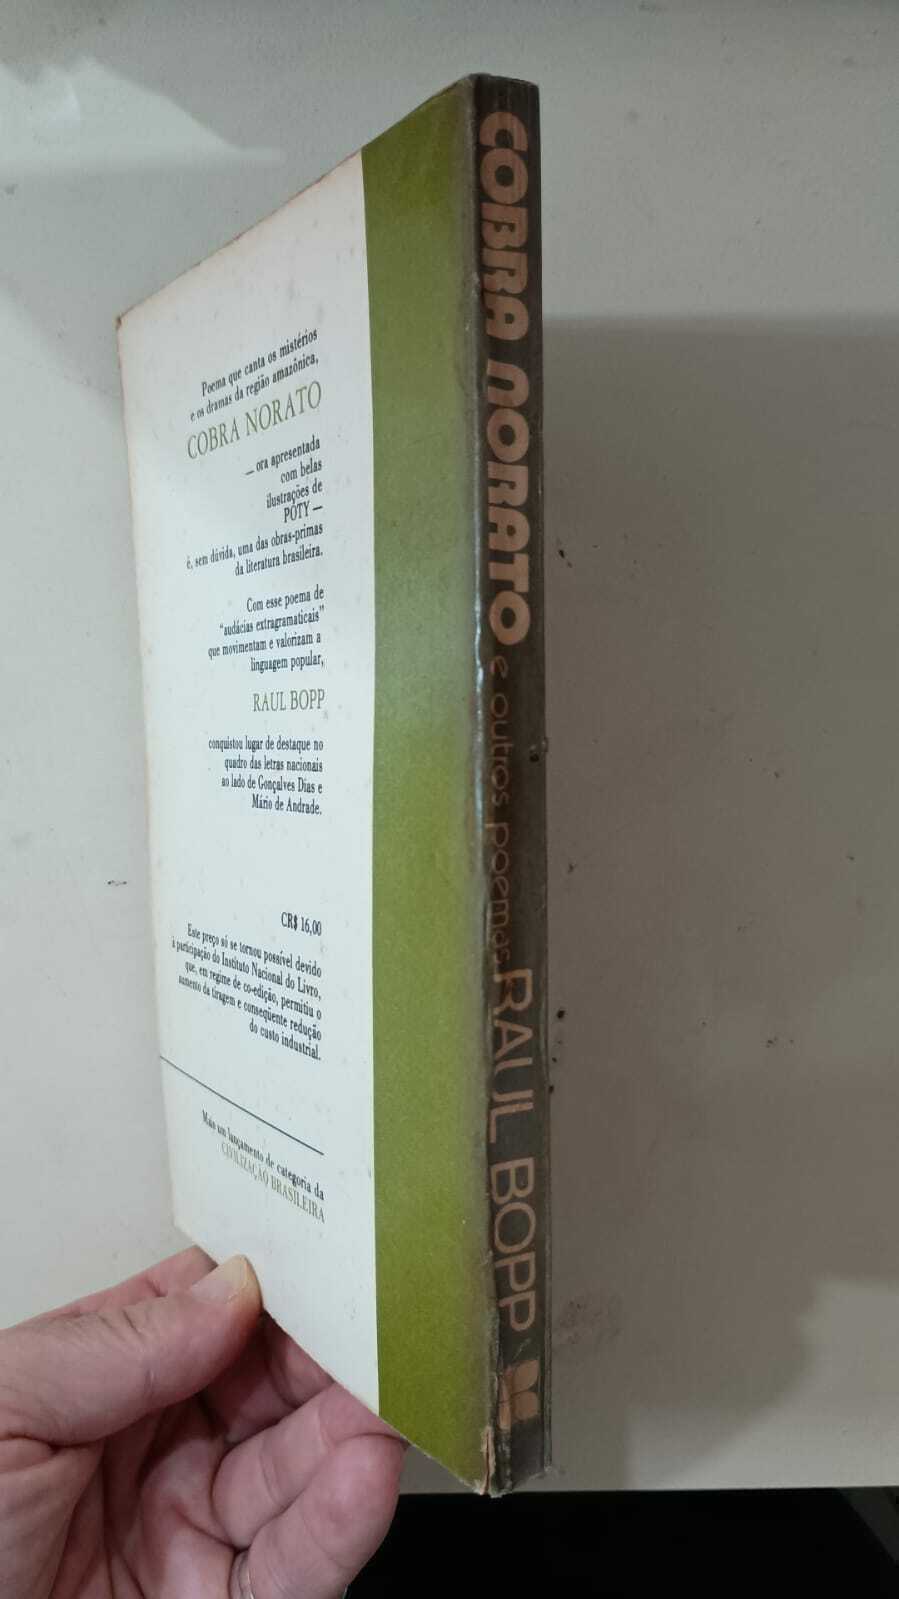 Poema que canta os mistérios
e os dramas da região amazônica,
COBRA NORATO
— ora apresentada
com belas
ilustrações de
POTY —
é, sem dúvida, uma das obras-primas
da literatura brasileira.
Com esse poema de
“audácias extragramaticais”
que movimentam e valorizam a
linguagem popular,
RAUL BOPP
conquistou lugar de destaque no
quadro das letras nacionais
ao lado de Gonçalves Dias e
Mário de Andrade.
CR$ 16,00
Este preço só se tornou possível devido
à participação do Instituto Nacional do Livro,
que, em regime de co-edição, permitiu o
aumento da tiragem e conseqüente redução
do custo industrial.
Mais um lançamento de categoria da
CIVILIZAÇÃO BRASILEIRA
COBRA NORATO e outros poemas RAUL BOPP